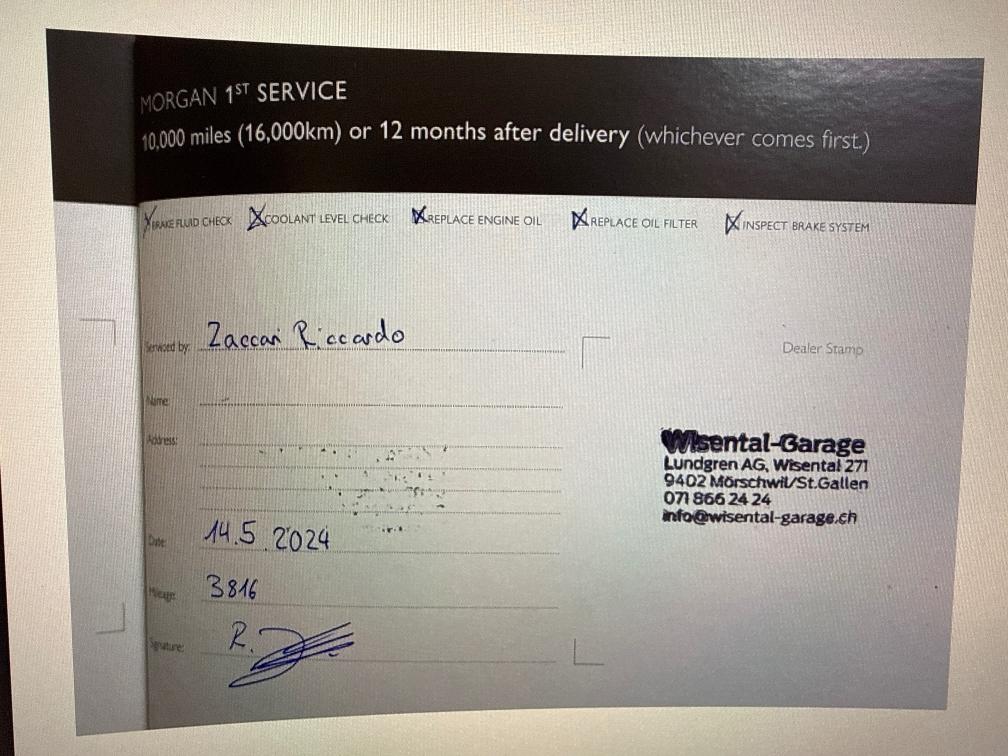 MORGAN 1ST SERVICE
10,000 miles (16,000km) or 12 months after delivery (whichever comes first.)
BRAKE FLUID CHECK COOLANT LEVEL CHECK REPLACE ENGINE OIL REPLACE OIL FILTER INSPECT BRAKE SYSTEM
Serviced by: Zaccari Riccardo
Dealer Stamp
Name:
Address:
Wisental-Garage
Lundgren AG, Wisental 271
9402 Mörschwil/St.Gallen
071 866 24 24
info@wisental-garage.ch
Date: 14.5.2024
Mileage: 3816
Signature: R.